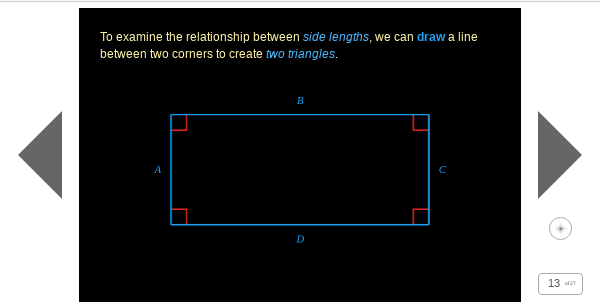 To examine the relationship between side lengths, we can draw a line
between two corners to create two triangles.
B
A
C
D
13 of 27